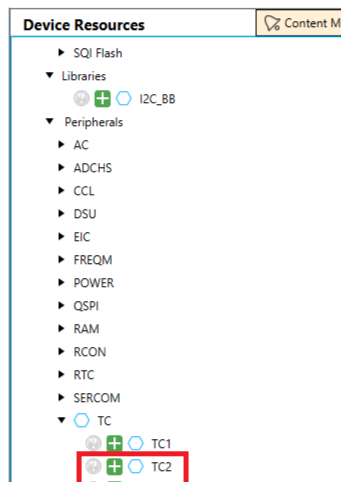 Device Resources
Content M
SQI Flash
Libraries
I2C_BB
Peripherals
AC
ADCHS
CCL
DSU
EIC
FREQM
POWER
QSPI
RAM
RCON
RTC
SERCOM
TC
TC1
TC2